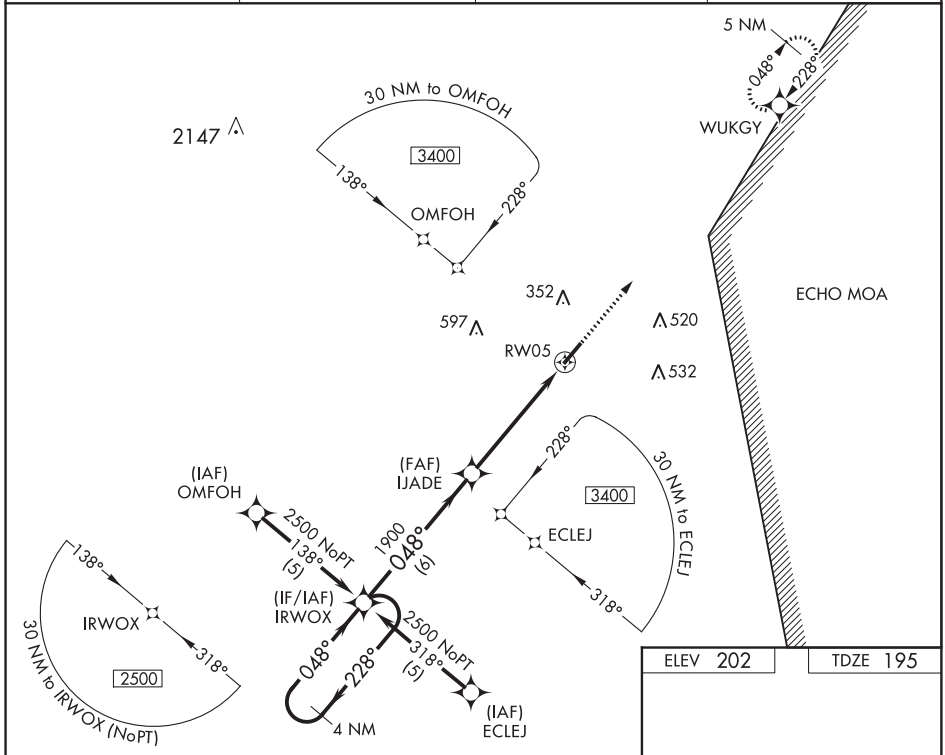 5 NM
048°
228°
WUKGY
30 NM to OMFOH
2147
3400
138°
228°
OMFOH
ECHO MOA
352
597
520
RW05
532
228°
(FAF)
IJADE
30 NM to ECLEJ
(IAF)
OMFOH
3400
2500 NoPT
138°
(5)
1900
048°
(6)
ECLEJ
138°
(IF/IAF)
IRWOX
318°
IRWOX
2500 NoPT
318°
(5)
318°
048°
228°
30 NM to IRWOX (NoPT)
2500
4 NM
(IAF)
ECLEJ
ELEV 202
TDZE 195